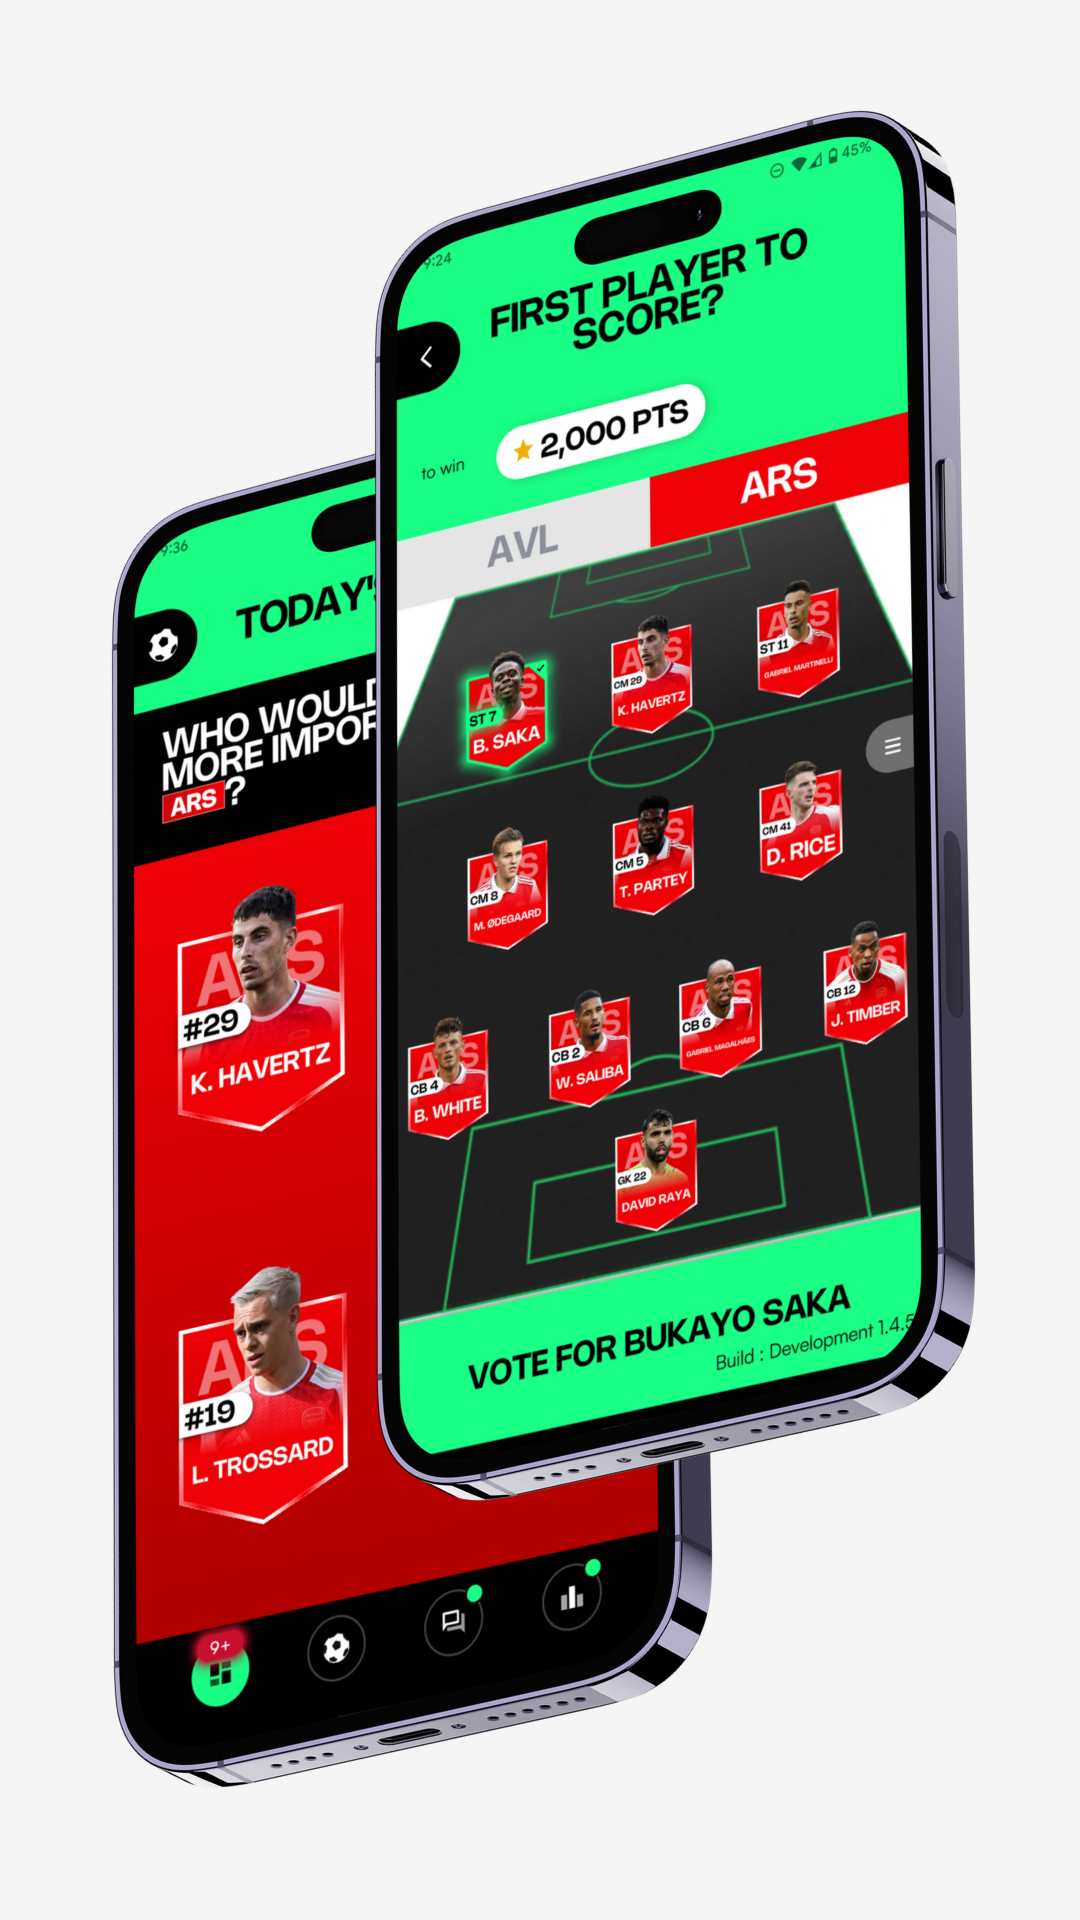 9:24
45%
FIRST PLAYER TO
SCORE?
to win
2,000 PTS
AVL
ARS
ST 7
B. SAKA
CM 29
K. HAVERTZ
ST 11
GABRIEL MARTINELLI
CM 8
M. ØDEGAARD
CM 5
T. PARTEY
CM 41
D. RICE
CB 4
B. WHITE
CB 2
W. SALIBA
CB 6
GABRIEL MAGALHÃES
CB 12
J. TIMBER
GK 22
DAVID RAYA
VOTE FOR BUKAYO SAKA
Build : Development 1.4.5
9:36
TODAY'S
WHO WOULD
MORE IMPOR
ARS ?
ARS
#29
K. HAVERTZ
ARS
#19
L. TROSSARD
9+